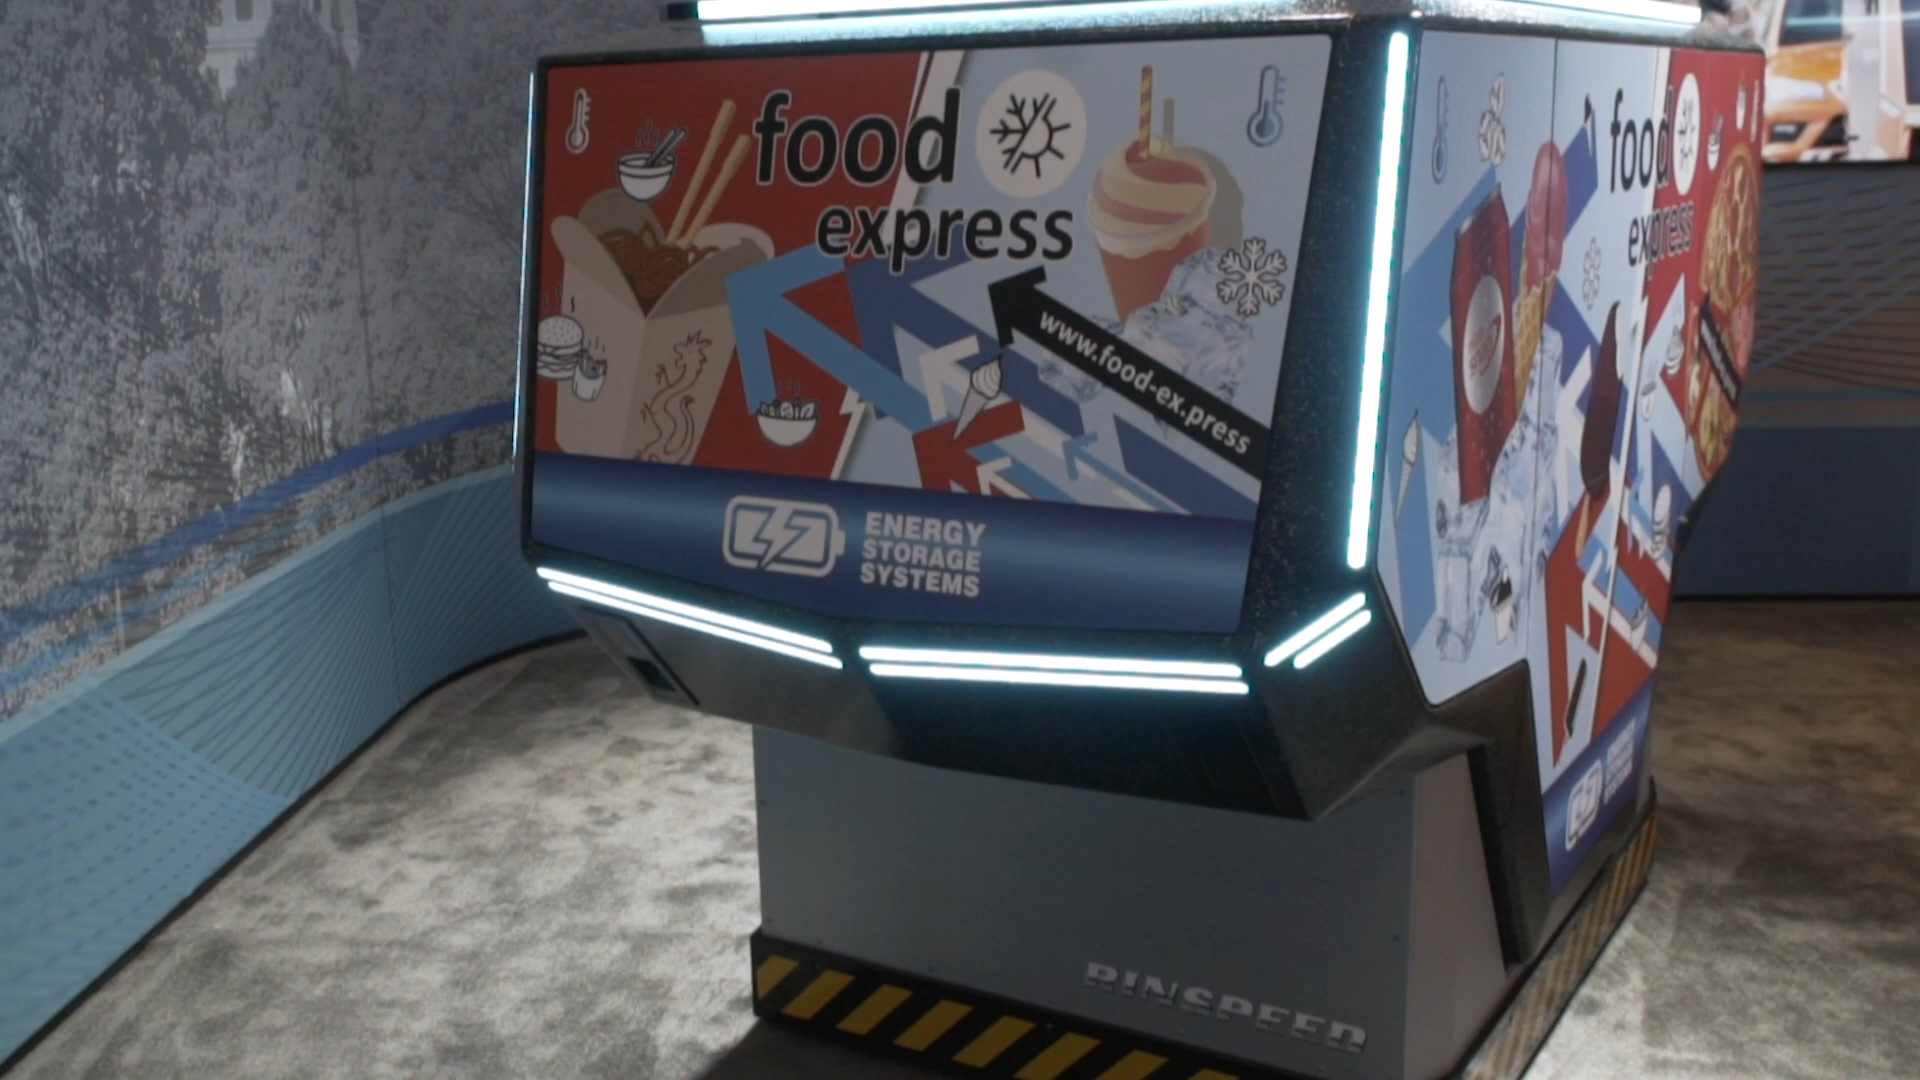 food
express
www.food-ex.press
ENERGY
STORAGE
SYSTEMS
RINSPEED
food
express